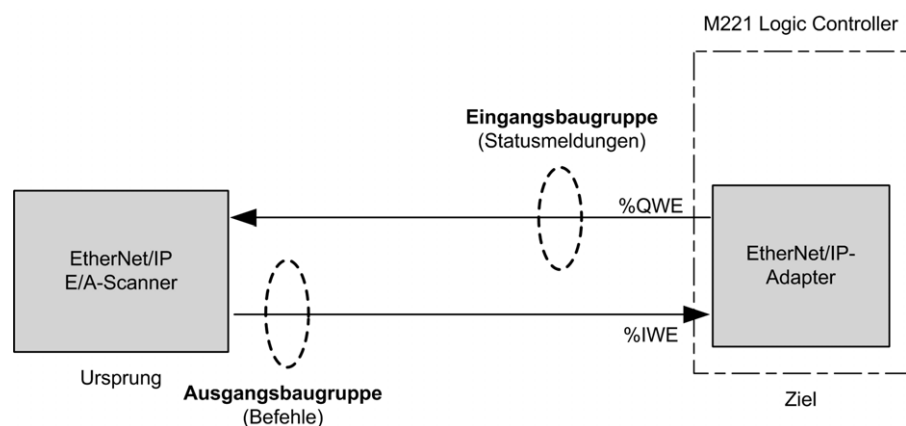 M221 Logic Controller
Eingangsbaugruppe
(Statusmeldungen)
%QWE
EtherNet/IP
E/A-Scanner
EtherNet/IP-
Adapter
%IWE
Ursprung
Ausgangsbaugruppe
(Befehle)
Ziel